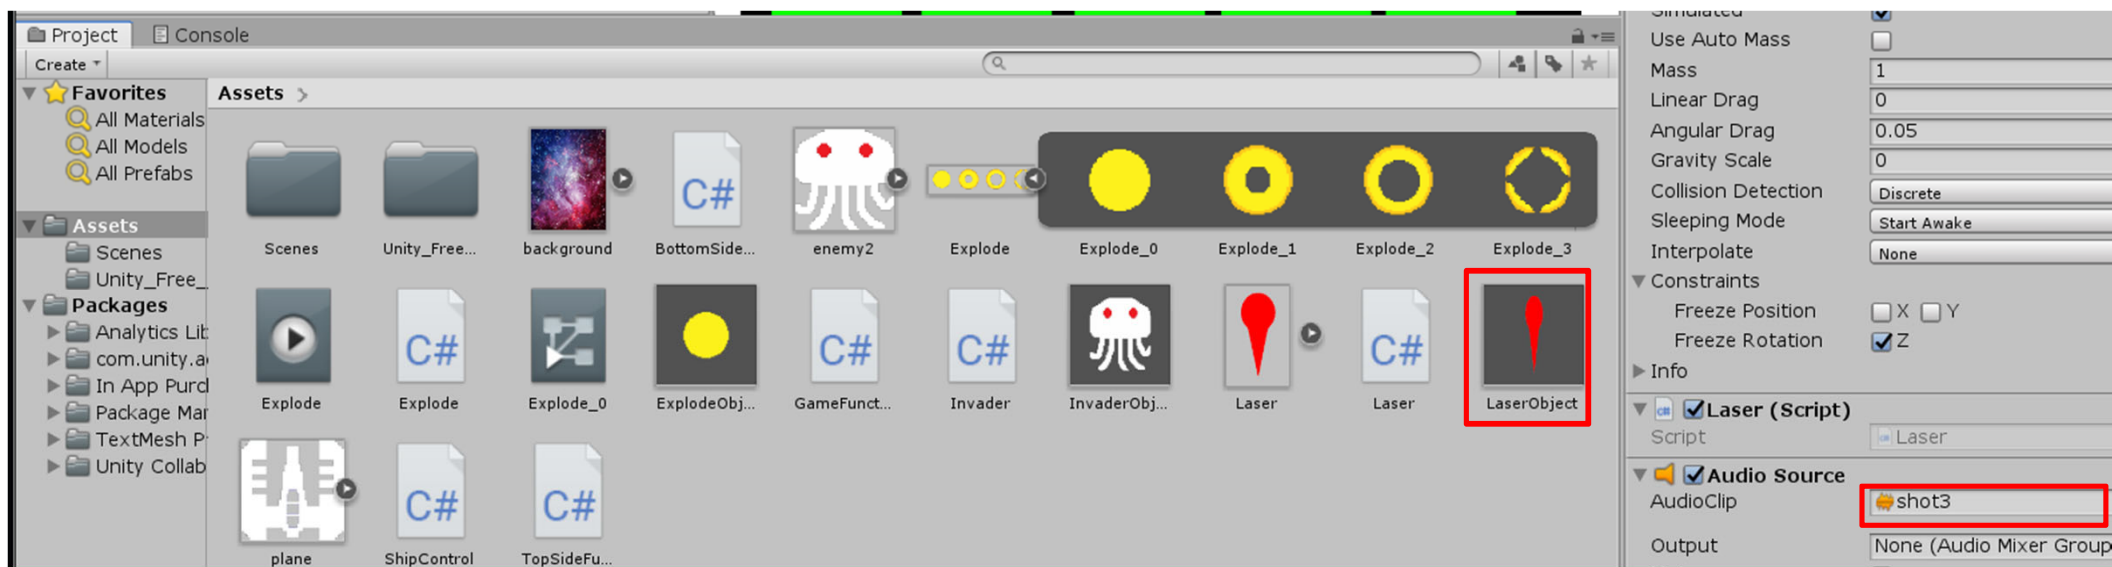 Project
Console
Create
Favorites
All Materials
All Models
All Prefabs
Assets
Scenes
Unity_Free_
Packages
Analytics Lib
com.unity.a
In App Purc
Package Mar
TextMesh P
Unity Collab
Assets
Scenes
Unity_Free...
background
C#
BottomSide...
enemy2
Explode
Explode_0
Explode_1
Explode_2
Explode_3
Explode
C#
Explode
Explode_0
ExplodeObj...
C#
GameFunct...
C#
Invader
InvaderObj...
Laser
C#
Laser
LaserObject
plane
C#
ShipControl
C#
TopSideFu...
Simulated
Use Auto Mass
Mass 1
Linear Drag 0
Angular Drag 0.05
Gravity Scale 0
Collision Detection Discrete
Sleeping Mode Start Awake
Interpolate None
Constraints
Freeze Position X Y
Freeze Rotation Z
Info
Laser (Script)
Script Laser
Audio Source
AudioClip shot3
Output None (Audio Mixer Group